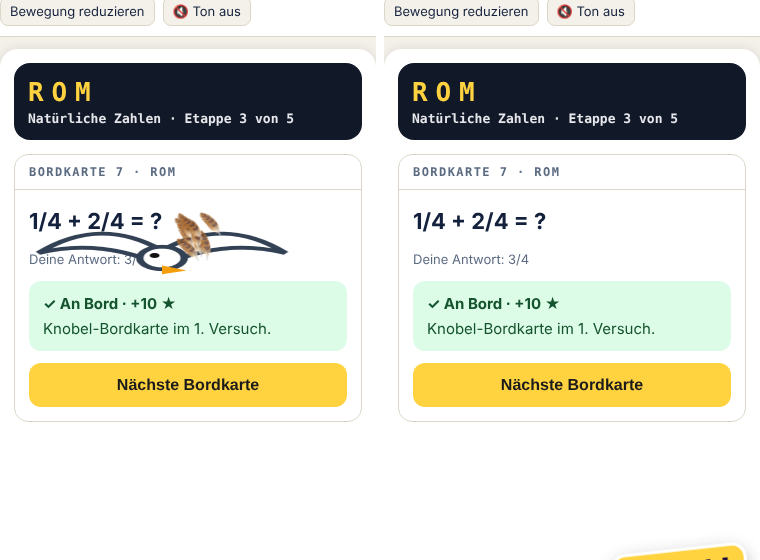 Bewegung reduzieren
Ton aus
ROM
Natürliche Zahlen · Etappe 3 von 5
BORDKARTE 7 · ROM
1/4 + 2/4 = ?
Deine Antwort: 3/
✓ An Bord · +10 ★
Knobel-Bordkarte im 1. Versuch.
Nächste Bordkarte
Bewegung reduzieren
Ton aus
ROM
Natürliche Zahlen · Etappe 3 von 5
BORDKARTE 7 · ROM
1/4 + 2/4 = ?
Deine Antwort: 3/4
✓ An Bord · +10 ★
Knobel-Bordkarte im 1. Versuch.
Nächste Bordkarte